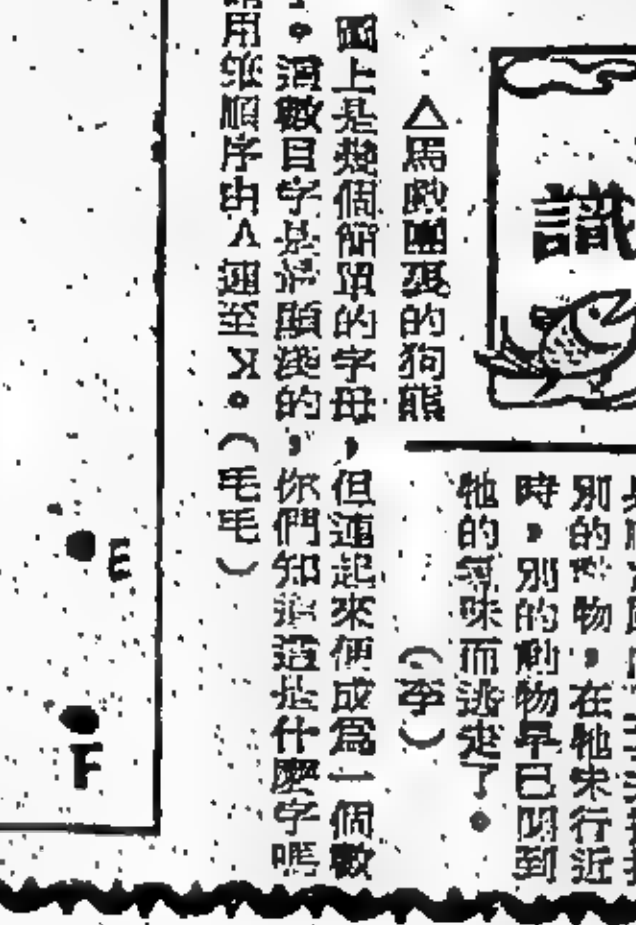 識
別的動物,在牠未行近
時,別的動物早已聞到
牠的氣味而逃走了。
(李)
△馬戲團裏的狗熊
圖上是幾個簡單的字母,但連起來便成為一個數
。這數目字是淺的,你們知道這是什麼字嗎
用線順序由A連至K。(毛毛)
E
F